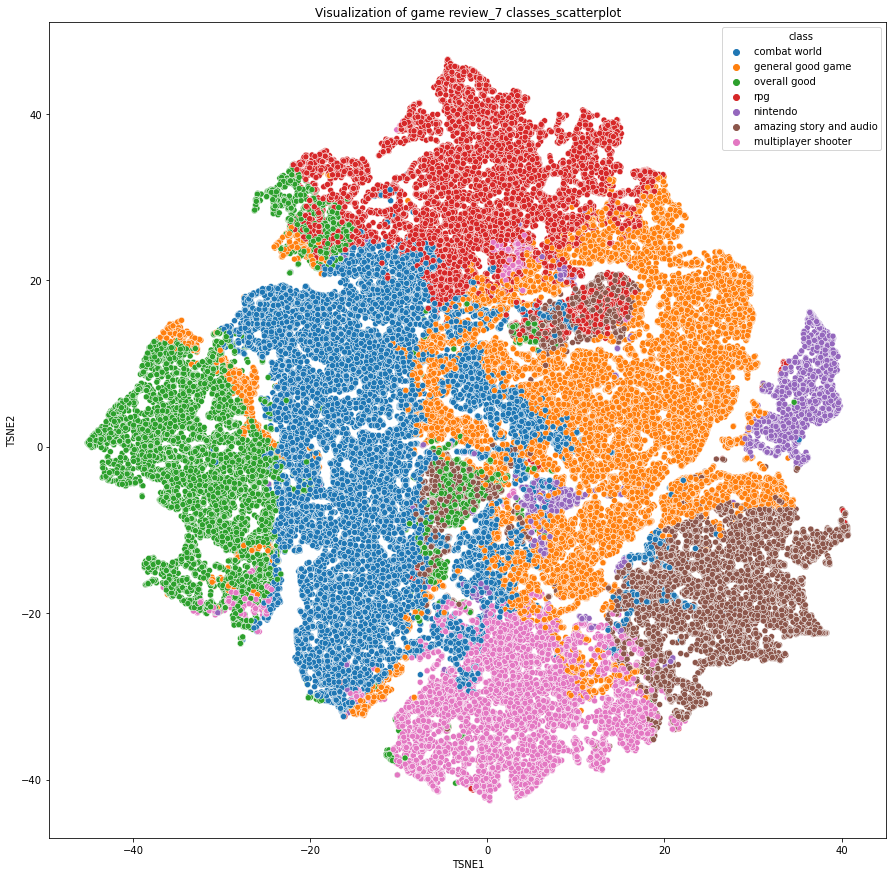 Visualization of game review_7 classes_scatterplot
class
combat world
general good game
overall good
rpg
nintendo
amazing story and audio
multiplayer shooter
40
20
0
−20
−40
TSNE2
−40
−20
0
20
40
TSNE1